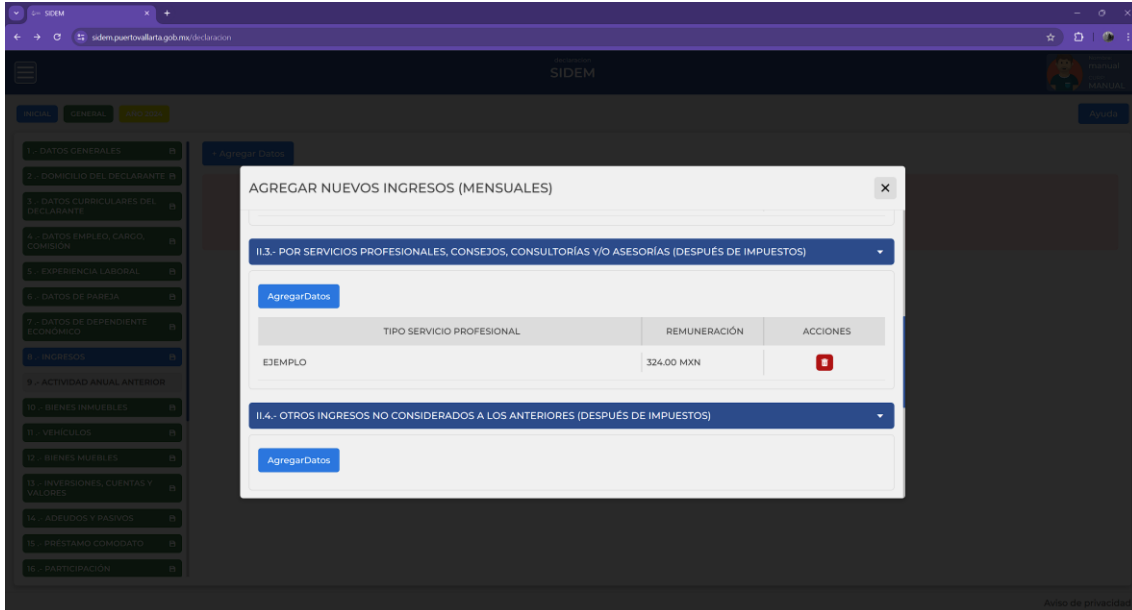 SIDEM
sidem.puertovallarta.gob.mx/declaracion
SIDEM
manual
MANUAL
INICIAL
GENERAL
Ayuda
1 .- DATOS GENERALES
2 .- DOMICILIO DEL DECLARANTE
3 .- DATOS CURRICULARES DEL
DECLARANTE
4 .- DATOS EMPLEO, CARGO,
COMISIÓN
5 .- EXPERIENCIA LABORAL
6 .- DATOS DE PAREJA
7 .- DATOS DE DEPENDIENTE
ECONÓMICO
8 .- INGRESOS
9 .- ACTIVIDAD ANUAL ANTERIOR
10 .- BIENES INMUEBLES
11 .- VEHÍCULOS
12 .- BIENES MUEBLES
13 .- INVERSIONES, CUENTAS Y
VALORES
14 .- ADEUDOS Y PASIVOS
15 .- PRESTAMO COMODATO
16 .- PARTICIPACIÓN
+ Agregar Datos
AGREGAR NUEVOS INGRESOS (MENSUALES)
II.3.- POR SERVICIOS PROFESIONALES, CONSEJOS, CONSULTORÍAS Y/O ASESORÍAS (DESPUÉS DE IMPUESTOS)
AgregarDatos
TIPO SERVICIO PROFESIONAL REMUNERACIÓN ACCIONES
EJEMPLO 324.00 MXN
II.4.- OTROS INGRESOS NO CONSIDERADOS A LOS ANTERIORES (DESPUÉS DE IMPUESTOS)
AgregarDatos
Aviso de privacidad